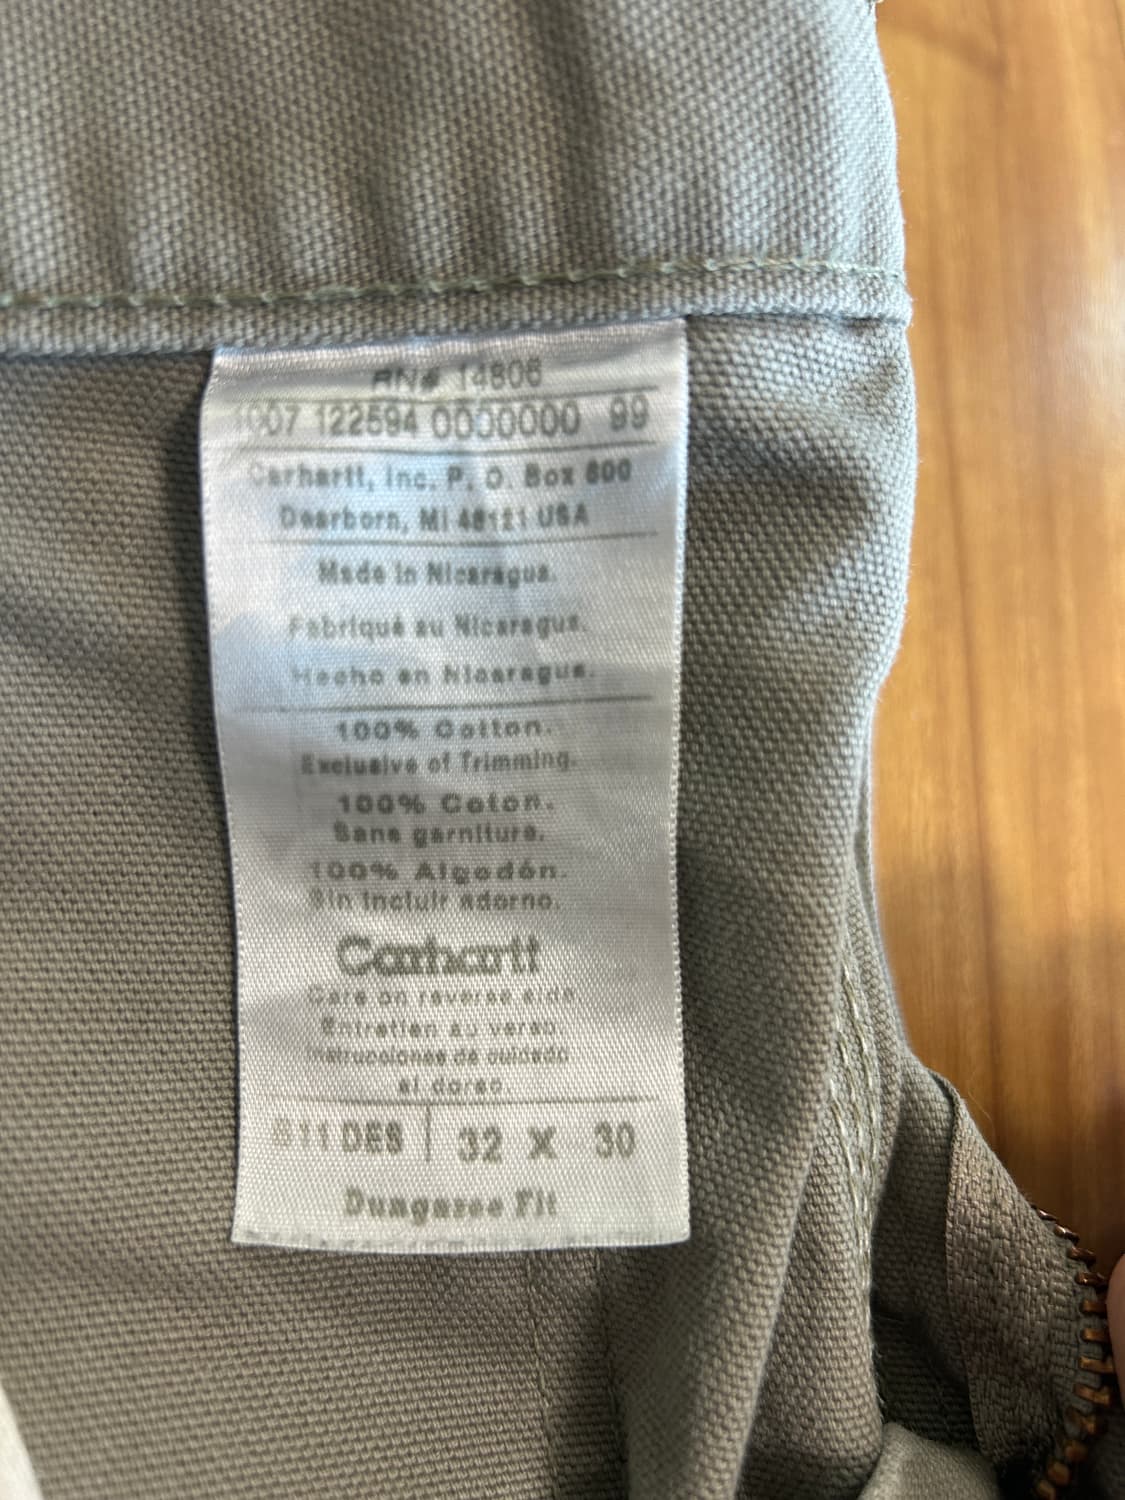 RN# 14806
1007 122594 0000000 99
Carhartt, Inc. P. O. Box 600
Dearborn, MI 48121 USA
Made in Nicaragua.
Fabriqué au Nicaragua.
Hecho en Nicaragua.
100% Cotton.
Exclusive of Trimming.
100% Coton.
Sans garniture.
100% Algodón.
Sin incluir adorno.
Carhartt
Care on reverse side.
Entretien au verso.
Instrucciones de cuidado
al dorso.
B11 DES 32 X 30
Dungaree Fit